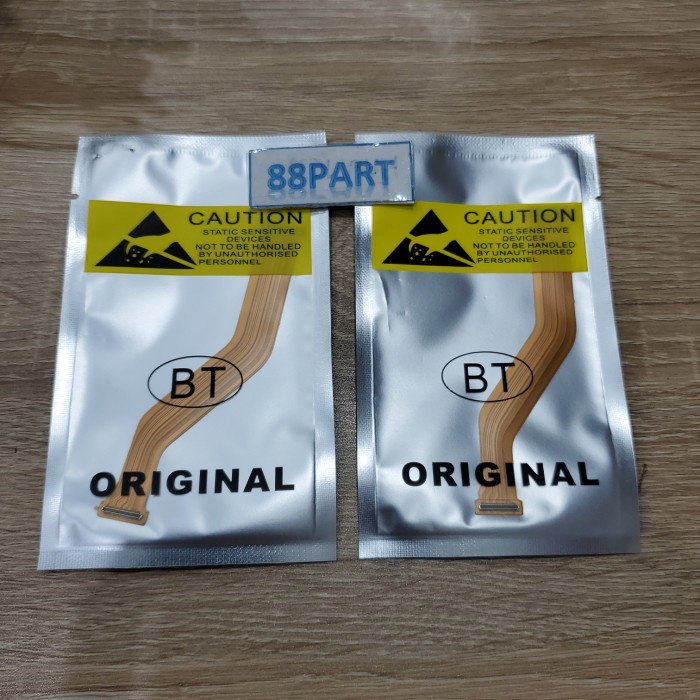 88PART
CAUTION
STATIC SENSITIVE
DEVICES
NOT TO BE HANDLED
BY UNAUTHORISED
PERSONNEL
BT
ORIGINAL
CAUTION
STATIC SENSITIVE
DEVICES
NOT TO BE HANDLED
BY UNAUTHORISED
PERSONNEL
BT
ORIGINAL